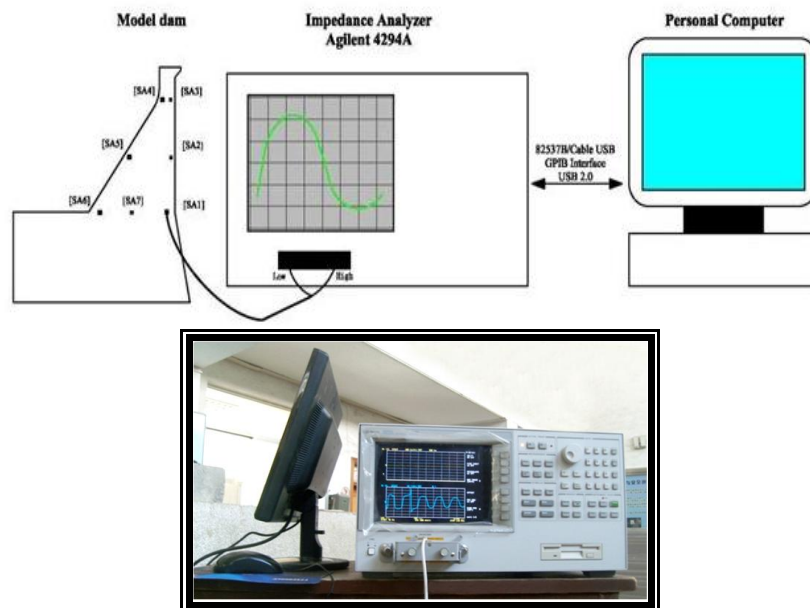 Model dam
Impedance Analyzer
Agilent 4294A
Personal Computer
[SA4]
[SA3]
[SA5]
[SA2]
[SA6]
[SA7]
[SA1]
82537B/Cable USB
GPIB Interface
USB 2.0
Low
High